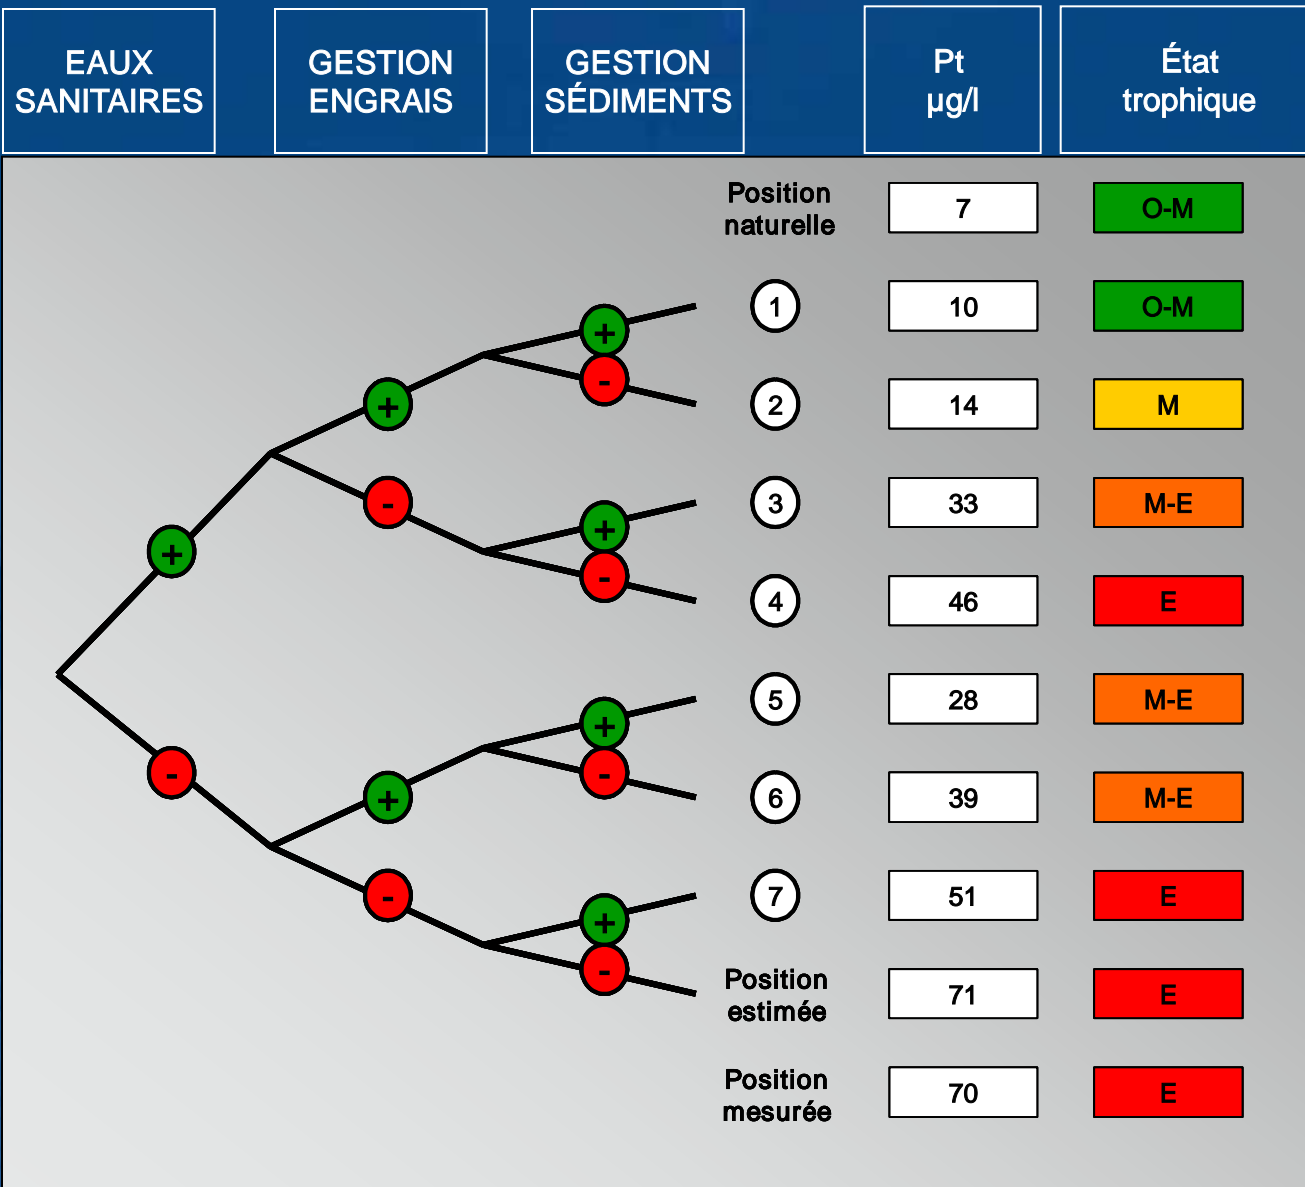 EAUX
SANITAIRES
GESTION
ENGRAIS
GESTION
SÉDIMENTS
Pt
µg/l
État
trophique
Position
naturelle
7
O-M
+
1
10
O-M
+
-
2
14
M
-
+
3
33
M-E
+
-
4
46
E
+
5
28
M-E
-
+
-
6
39
M-E
-
+
7
51
E
-
Position
estimée
71
E
Position
mesurée
70
E